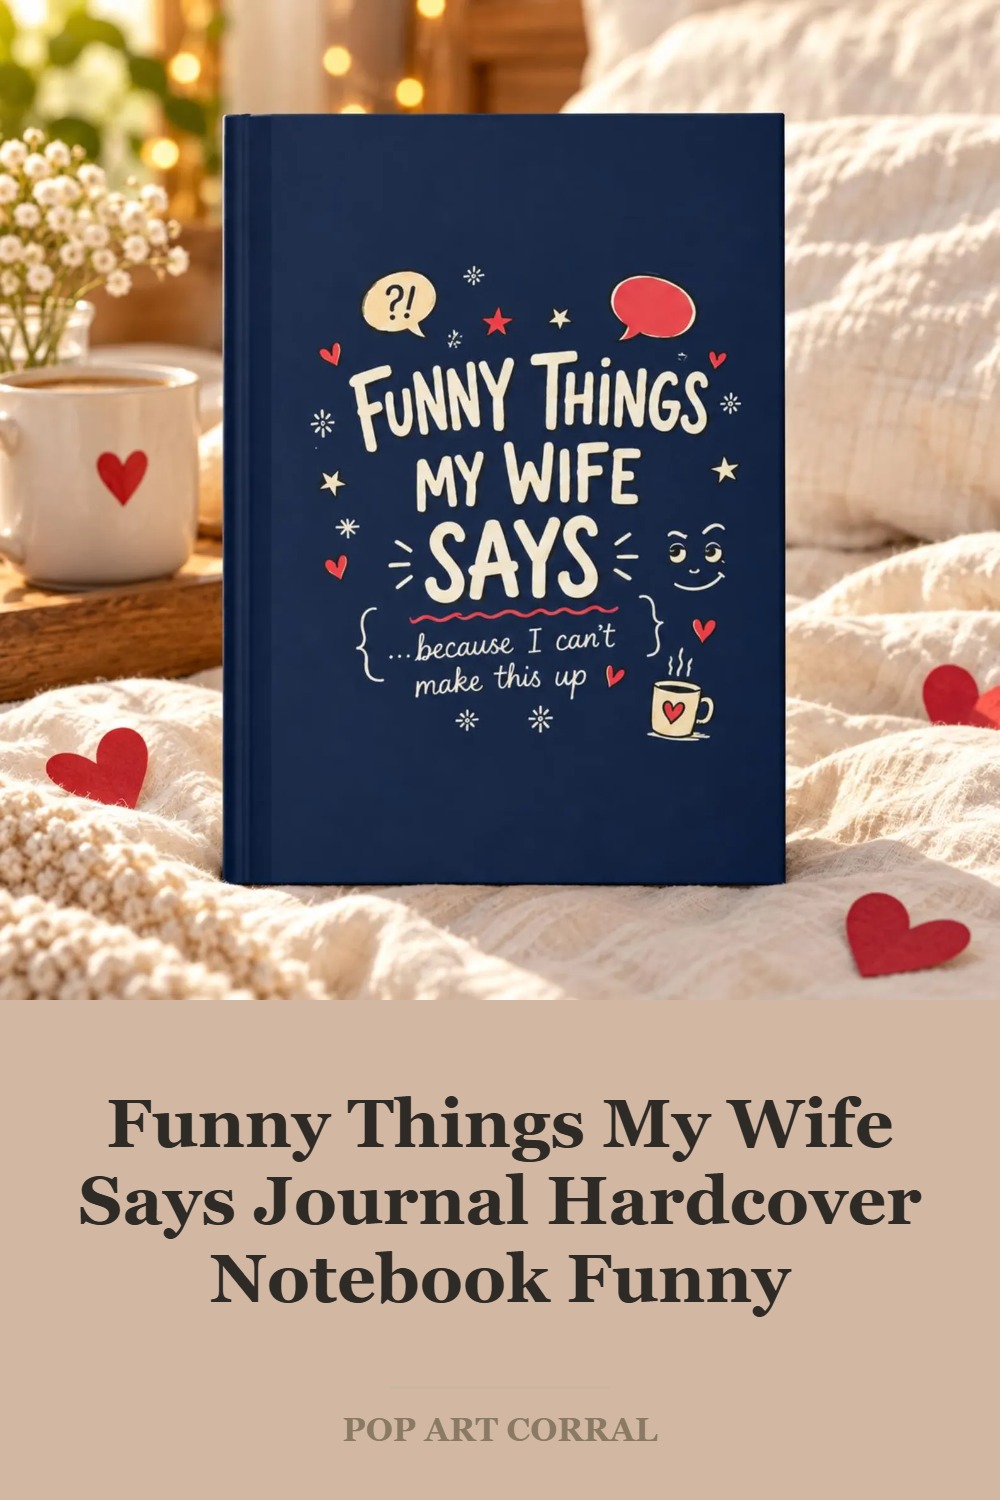 ?!
FUNNY THINGS
MY WIFE
SAYS
...because I can't
make this up
Funny Things My Wife
Says Journal Hardcover
Notebook Funny
POP ART CORRAL